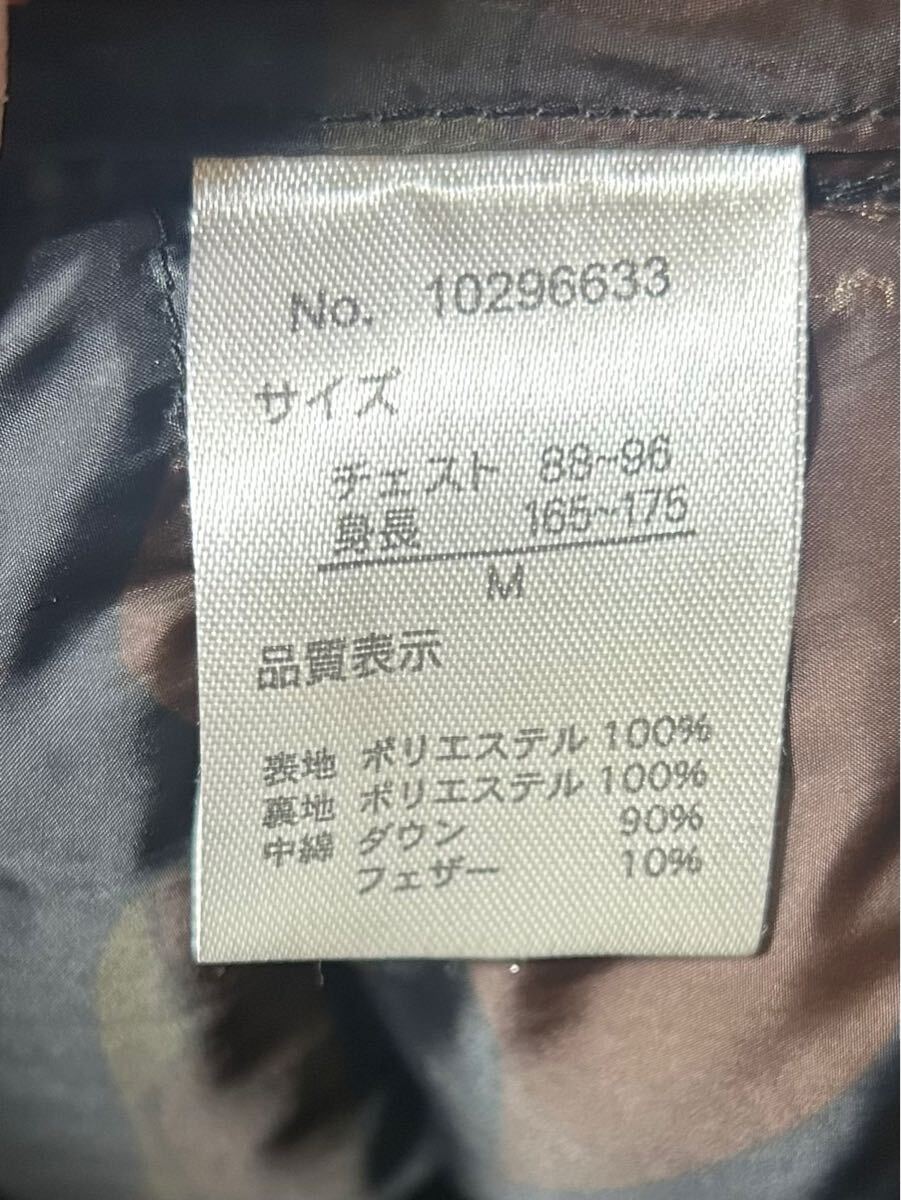 No. 10296633
サイズ
チェスト 88~96
身長 165~175
M
品質表示
表地 ポリエステル 100%
裏地 ポリエステル 100%
中綿 ダウン 90%
フェザー 10%